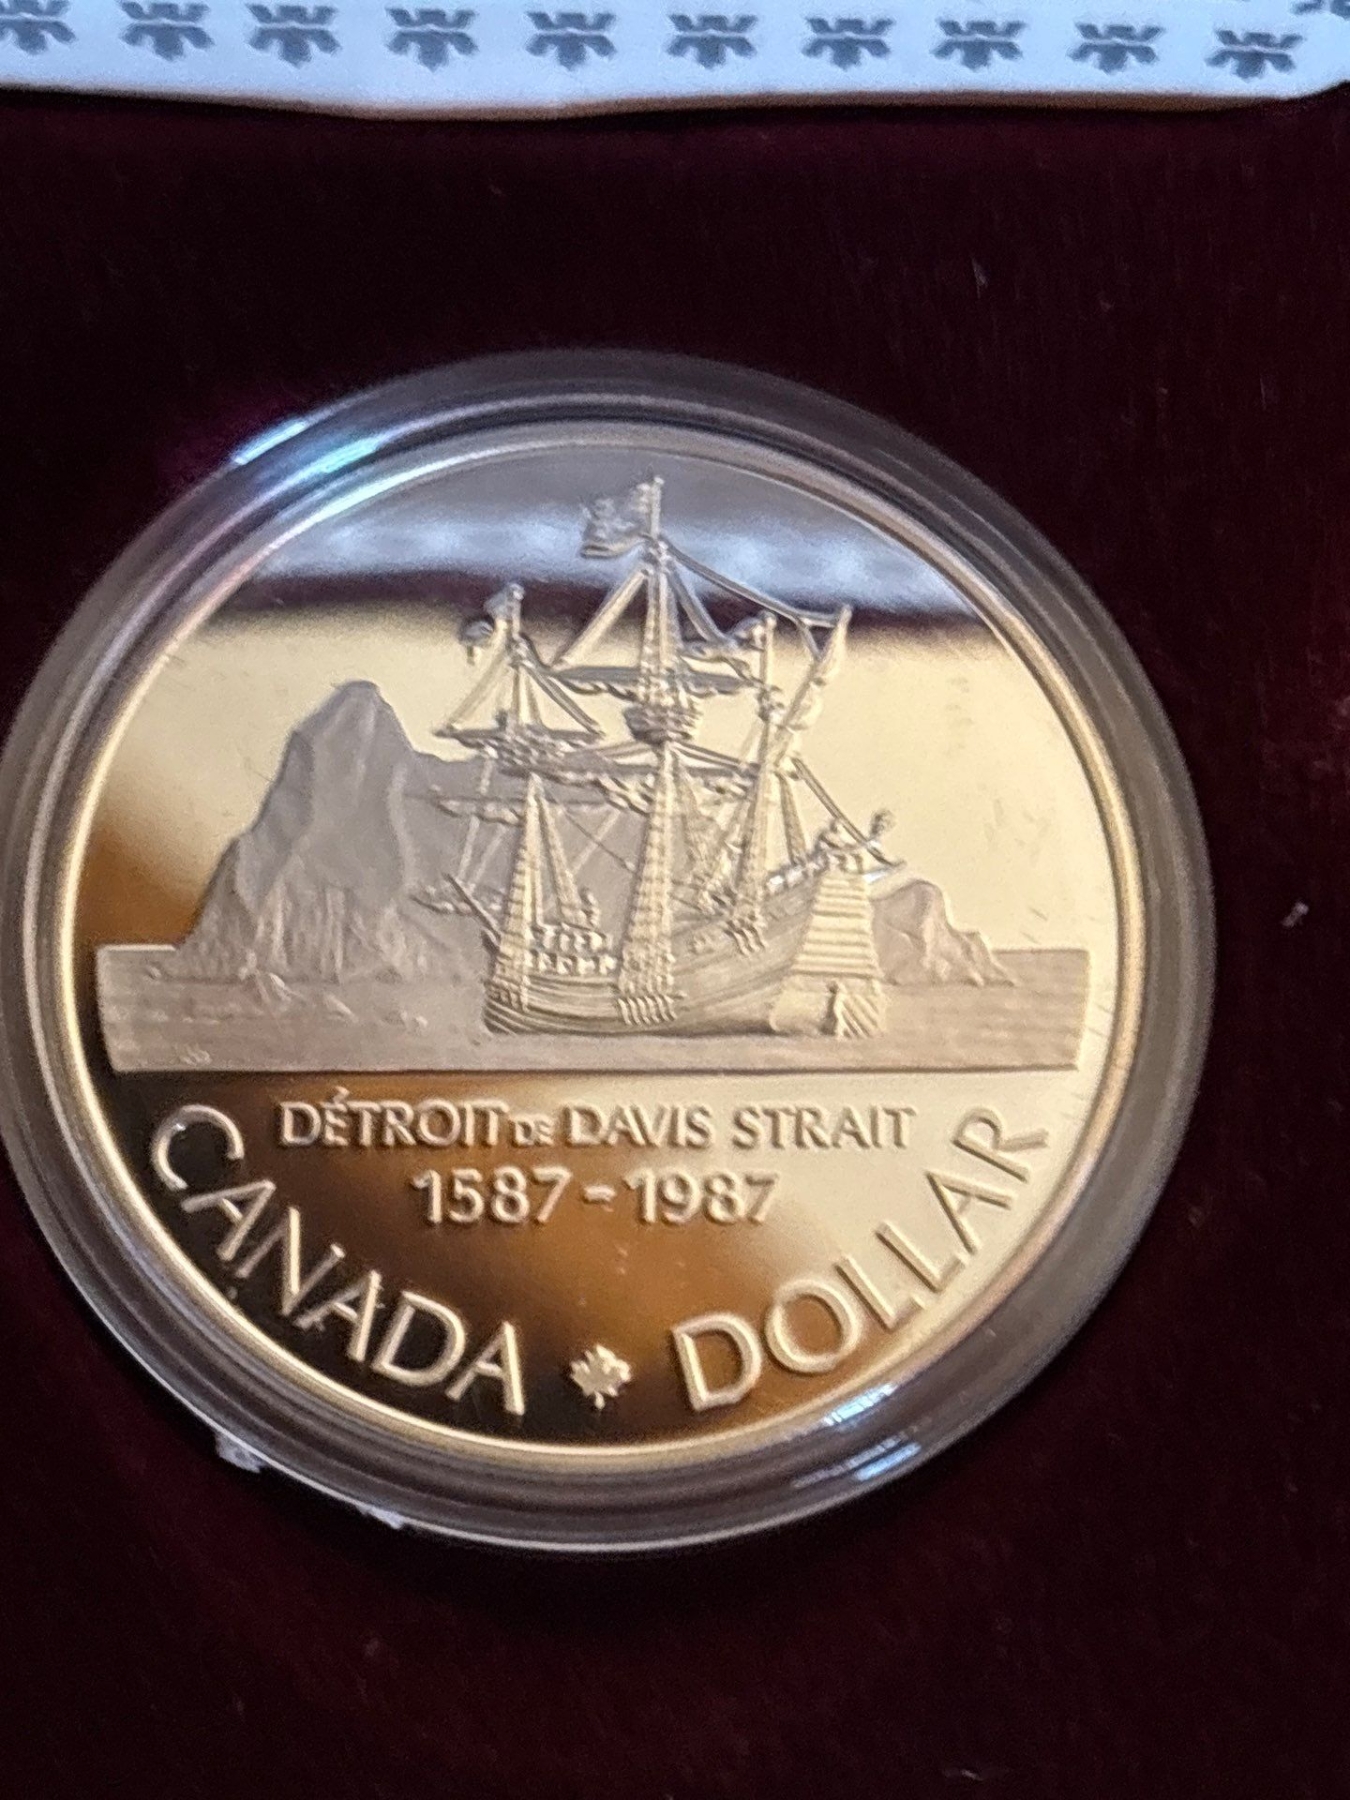 DÉTROIT DE DAVIS STRAIT
1587-1987
CANADA DOLLAR